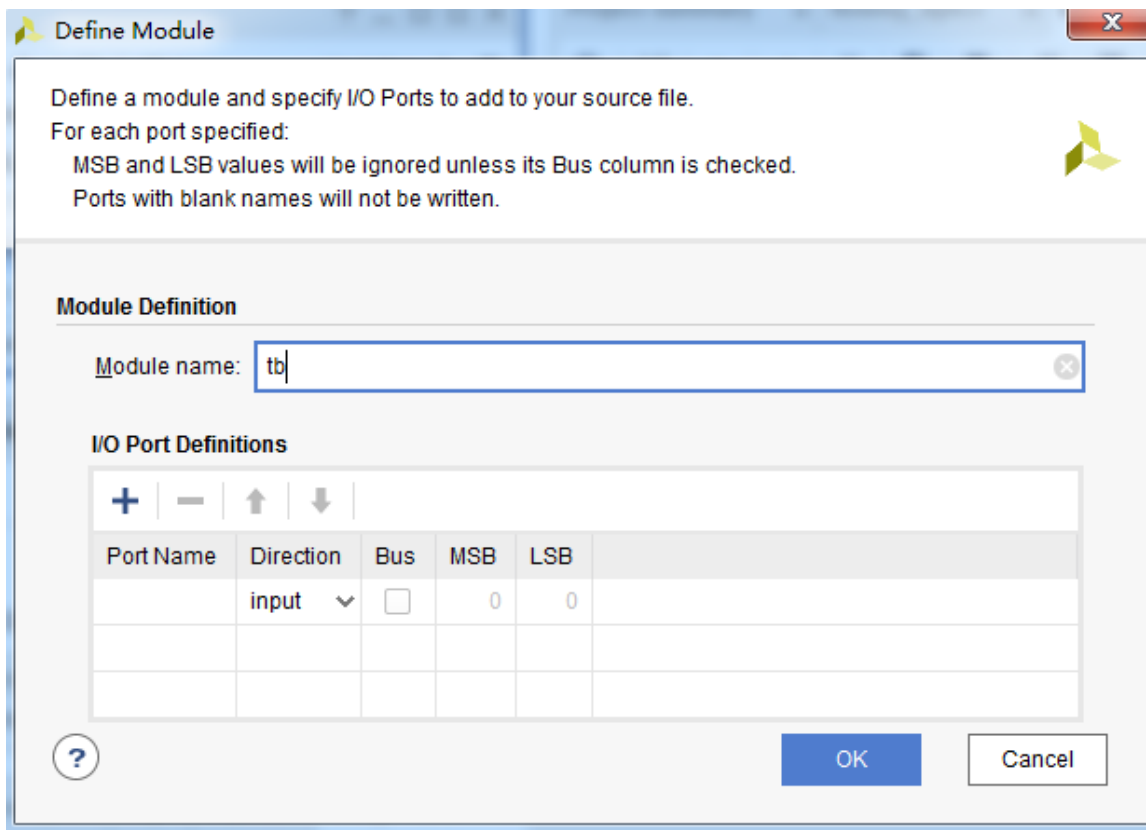 Define Module
Define a module and specify I/O Ports to add to your source file.
For each port specified:
MSB and LSB values will be ignored unless its Bus column is checked.
Ports with blank names will not be written.
Module Definition
Module name: tb
I/O Port Definitions
Port Name Direction Bus MSB LSB
input 0 0
? OK Cancel